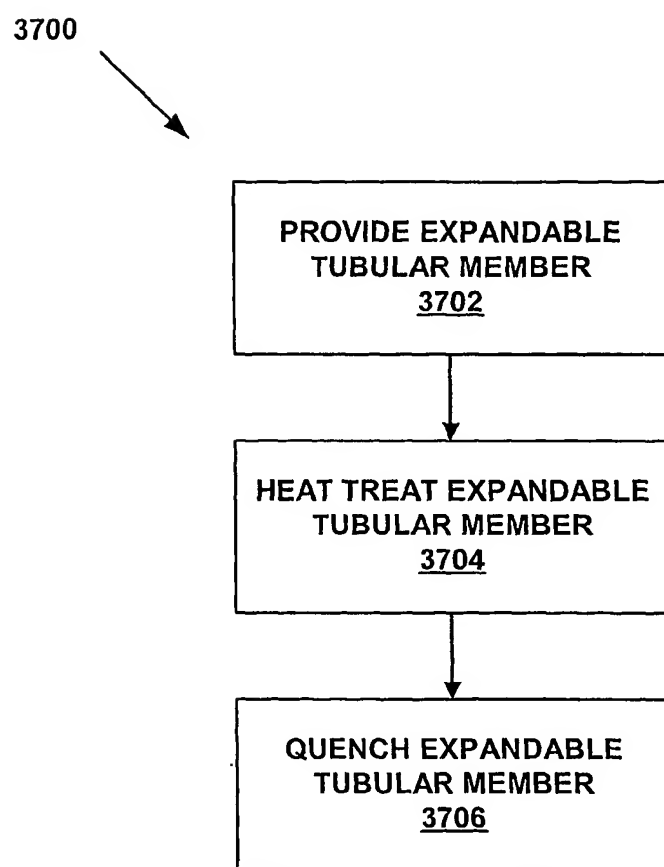 3700
PROVIDE EXPANDABLE
TUBULAR MEMBER
3702
HEAT TREAT EXPANDABLE
TUBULAR MEMBER
3704
QUENCH EXPANDABLE
TUBULAR MEMBER
3706